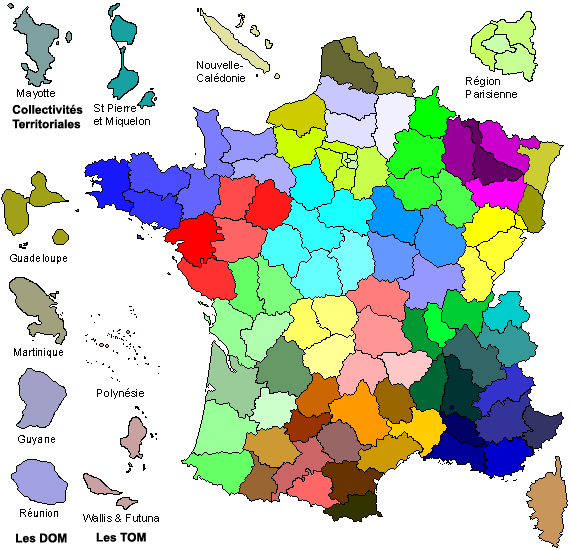 Mayotte
Collectivités
Territoriales
St Pierre
et Miquelon
Nouvelle-
Calédonie
Région
Parisienne
Guadeloupe
Martinique
Polynésie
Guyane
Réunion
Wallis & Futuna
Les DOM
Les TOM